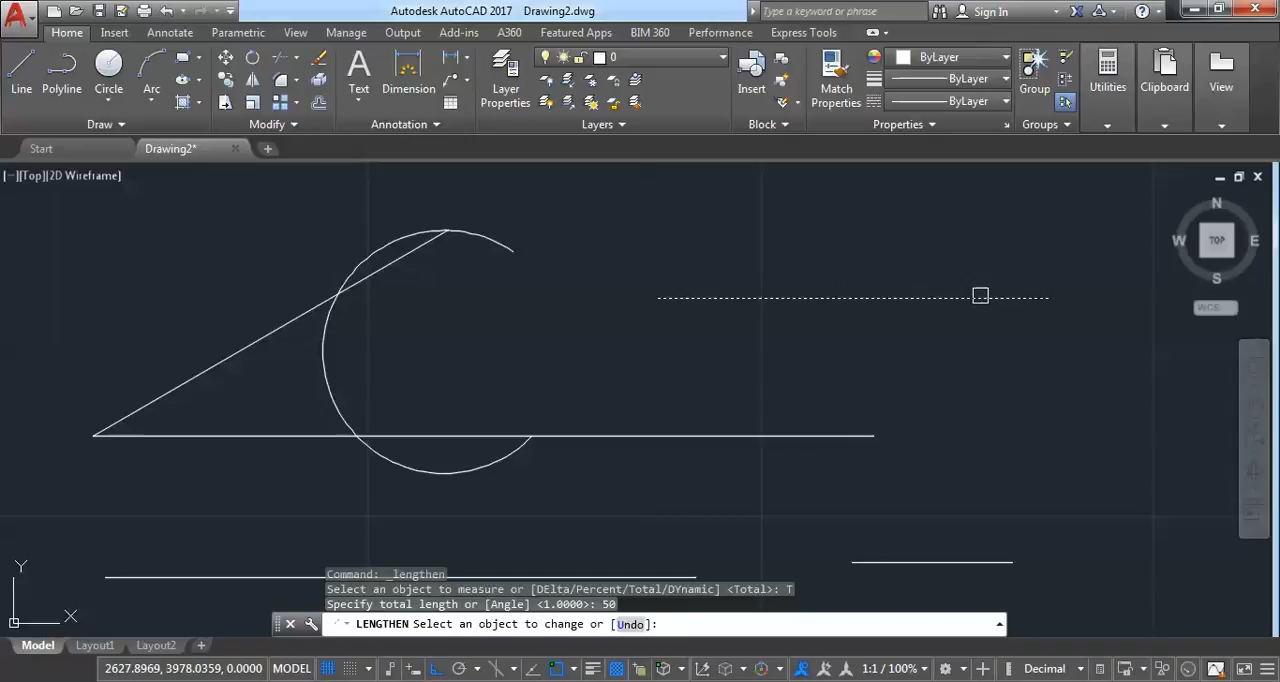 Autodesk AutoCAD 2017 Drawing2.dwg
Type a keyword or phrase
Sign In
Home Insert Annotate Parametric View Manage Output Add-ins A360 Featured Apps BIM 360 Performance Express Tools
Line Polyline Circle Arc
Text Dimension
Layer Properties
0
Insert
Match Properties
ByLayer
ByLayer
ByLayer
Group
Utilities
Clipboard
View
Draw Modify Annotation Layers Block Properties Groups
Start Drawing2*
[−][Top][2D Wireframe]
N
W TOP E
S
WCS
Y
X
Command: _lengthen
Select an object to measure or [DElta/Percent/Total/DYnamic] <Total>: T
Specify total length or [Angle] <1.0000>: 50
LENGTHEN Select an object to change or [Undo]:
Model Layout1 Layout2
2627.8969, 3978.0359, 0.0000 MODEL 1:1 / 100% Decimal